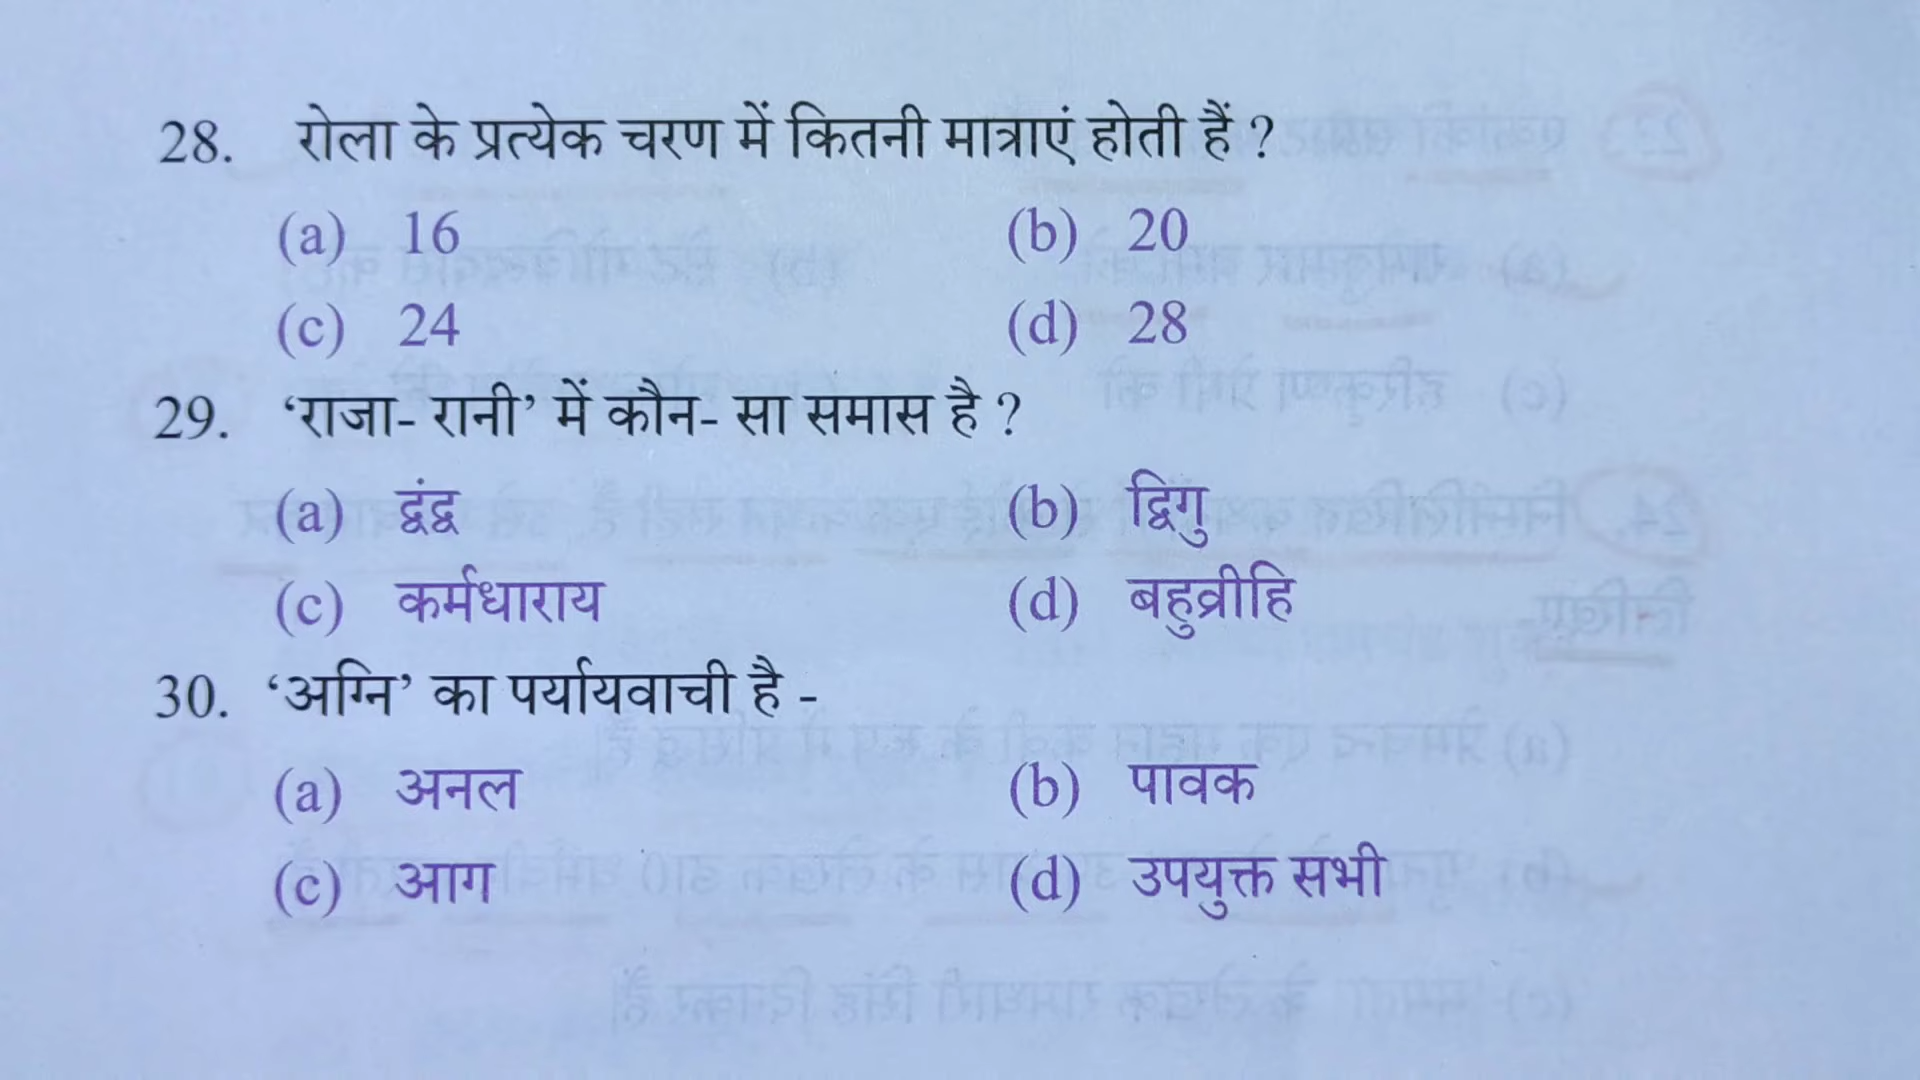 28. रोला के प्रत्येक चरण में कितनी मात्राएं होती हैं ?
(a) 16 (b) 20
(c) 24 (d) 28
29. ‘राजा- रानी’ में कौन- सा समास है ?
(a) द्वंद्व (b) द्विगु
(c) कर्मधाराय (d) बहुव्रीहि
30. ‘अग्नि’ का पर्यायवाची है -
(a) अनल (b) पावक
(c) आग (d) उपयुक्त सभी